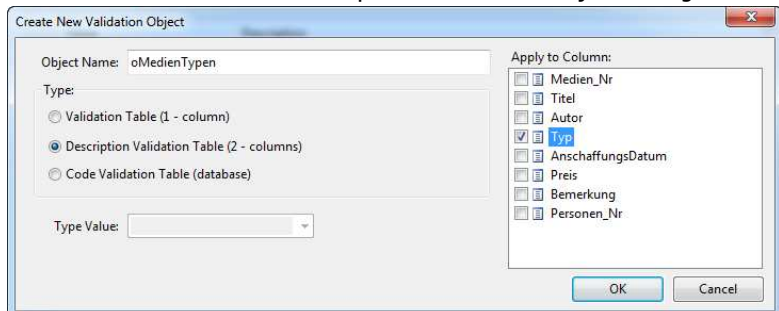 Create New Validation Object
Object Name: oMedienTypen
Type:
Validation Table (1 - column)
Description Validation Table (2 - columns)
Code Validation Table (database)
Type Value:
Apply to Column:
Medien_Nr
Titel
Autor
Typ
AnschaffungsDatum
Preis
Bemerkung
Personen_Nr
OK
Cancel